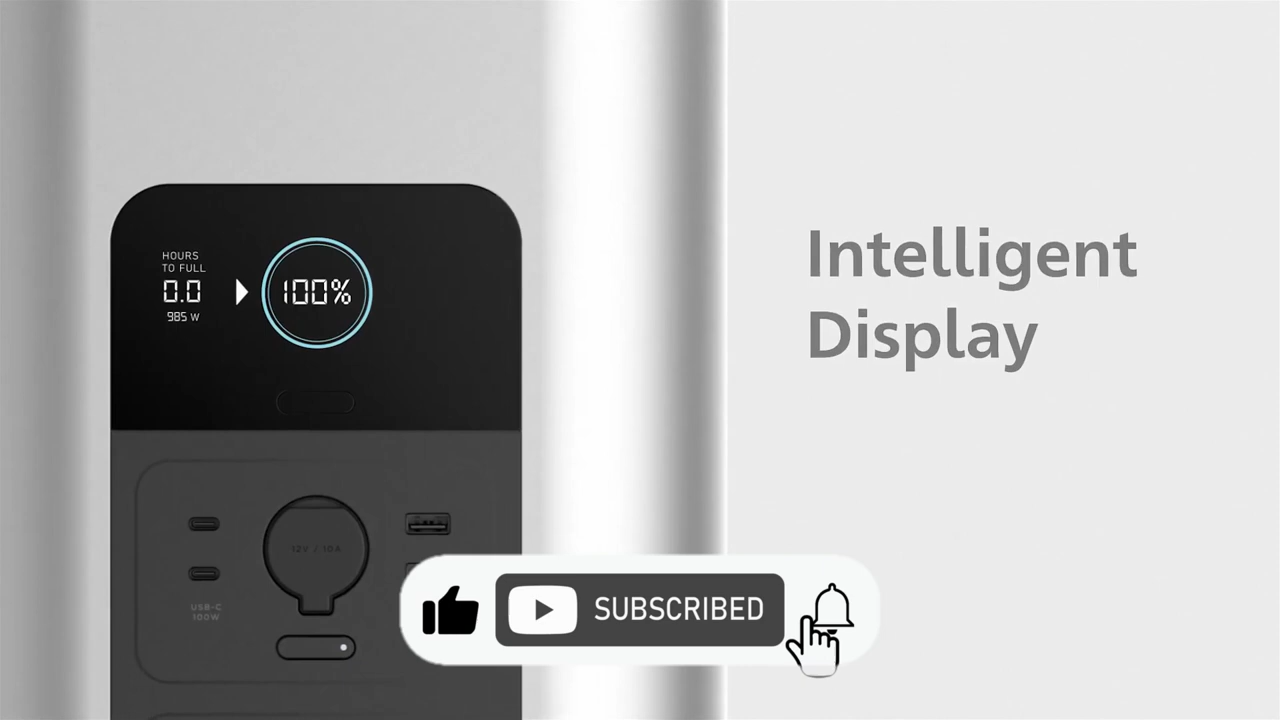 HOURS
TO FULL
0.0
985 W
100%
Intelligent
Display
12V / 10A
USB-C
100W
SUBSCRIBED